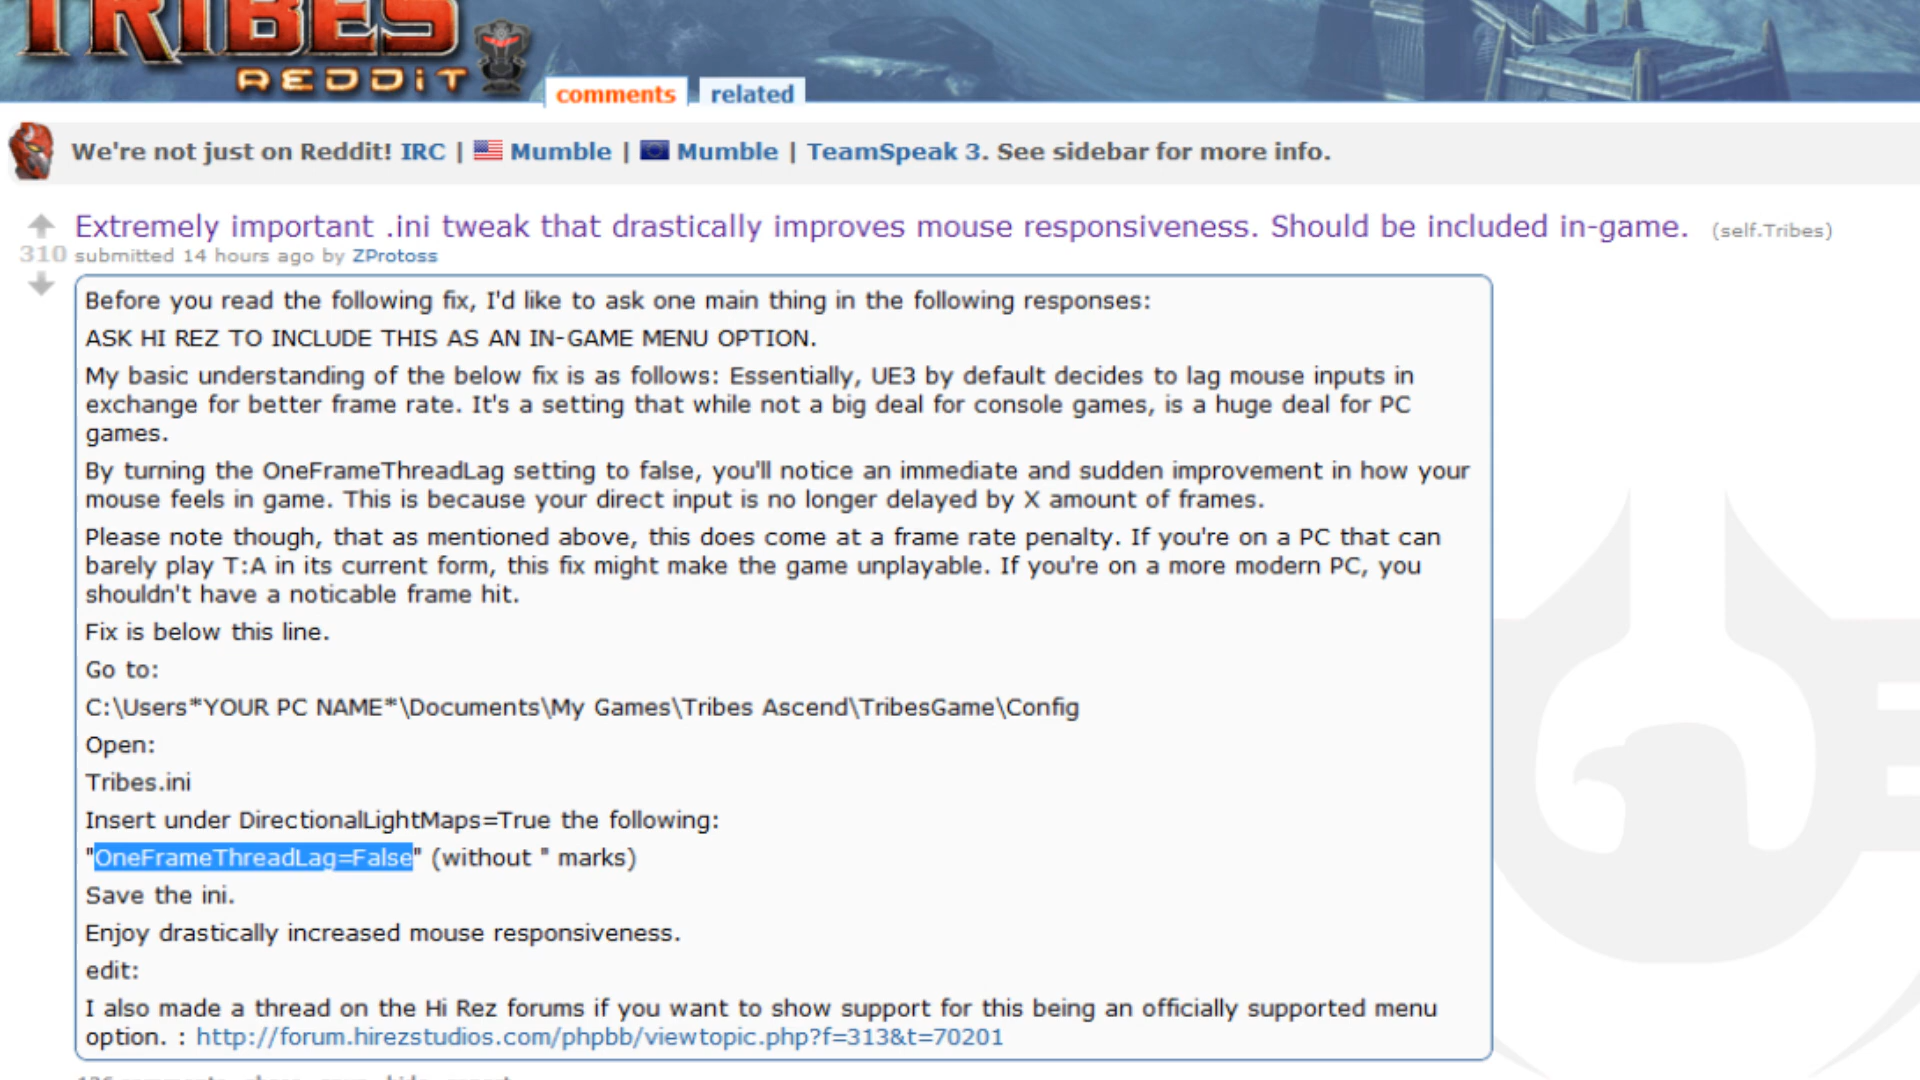 TRIBES
REDDiT
comments related
We're not just on Reddit! IRC | Mumble | Mumble | TeamSpeak 3. See sidebar for more info.
Extremely important .ini tweak that drastically improves mouse responsiveness. Should be included in-game. (self.Tribes)
310 submitted 14 hours ago by ZProtoss
Before you read the following fix, I'd like to ask one main thing in the following responses:
ASK HI REZ TO INCLUDE THIS AS AN IN-GAME MENU OPTION.
My basic understanding of the below fix is as follows: Essentially, UE3 by default decides to lag mouse inputs in
exchange for better frame rate. It's a setting that while not a big deal for console games, is a huge deal for PC
games.
By turning the OneFrameThreadLag setting to false, you'll notice an immediate and sudden improvement in how your
mouse feels in game. This is because your direct input is no longer delayed by X amount of frames.
Please note though, that as mentioned above, this does come at a frame rate penalty. If you're on a PC that can
barely play T:A in its current form, this fix might make the game unplayable. If you're on a more modern PC, you
shouldn't have a noticable frame hit.
Fix is below this line.
Go to:
C:\Users*YOUR PC NAME*\Documents\My Games\Tribes Ascend\TribesGame\Config
Open:
Tribes.ini
Insert under DirectionalLightMaps=True the following:
"OneFrameThreadLag=False" (without " marks)
Save the ini.
Enjoy drastically increased mouse responsiveness.
edit:
I also made a thread on the Hi Rez forums if you want to show support for this being an officially supported menu
option. : http://forum.hirezstudios.com/phpbb/viewtopic.php?f=313&t=70201